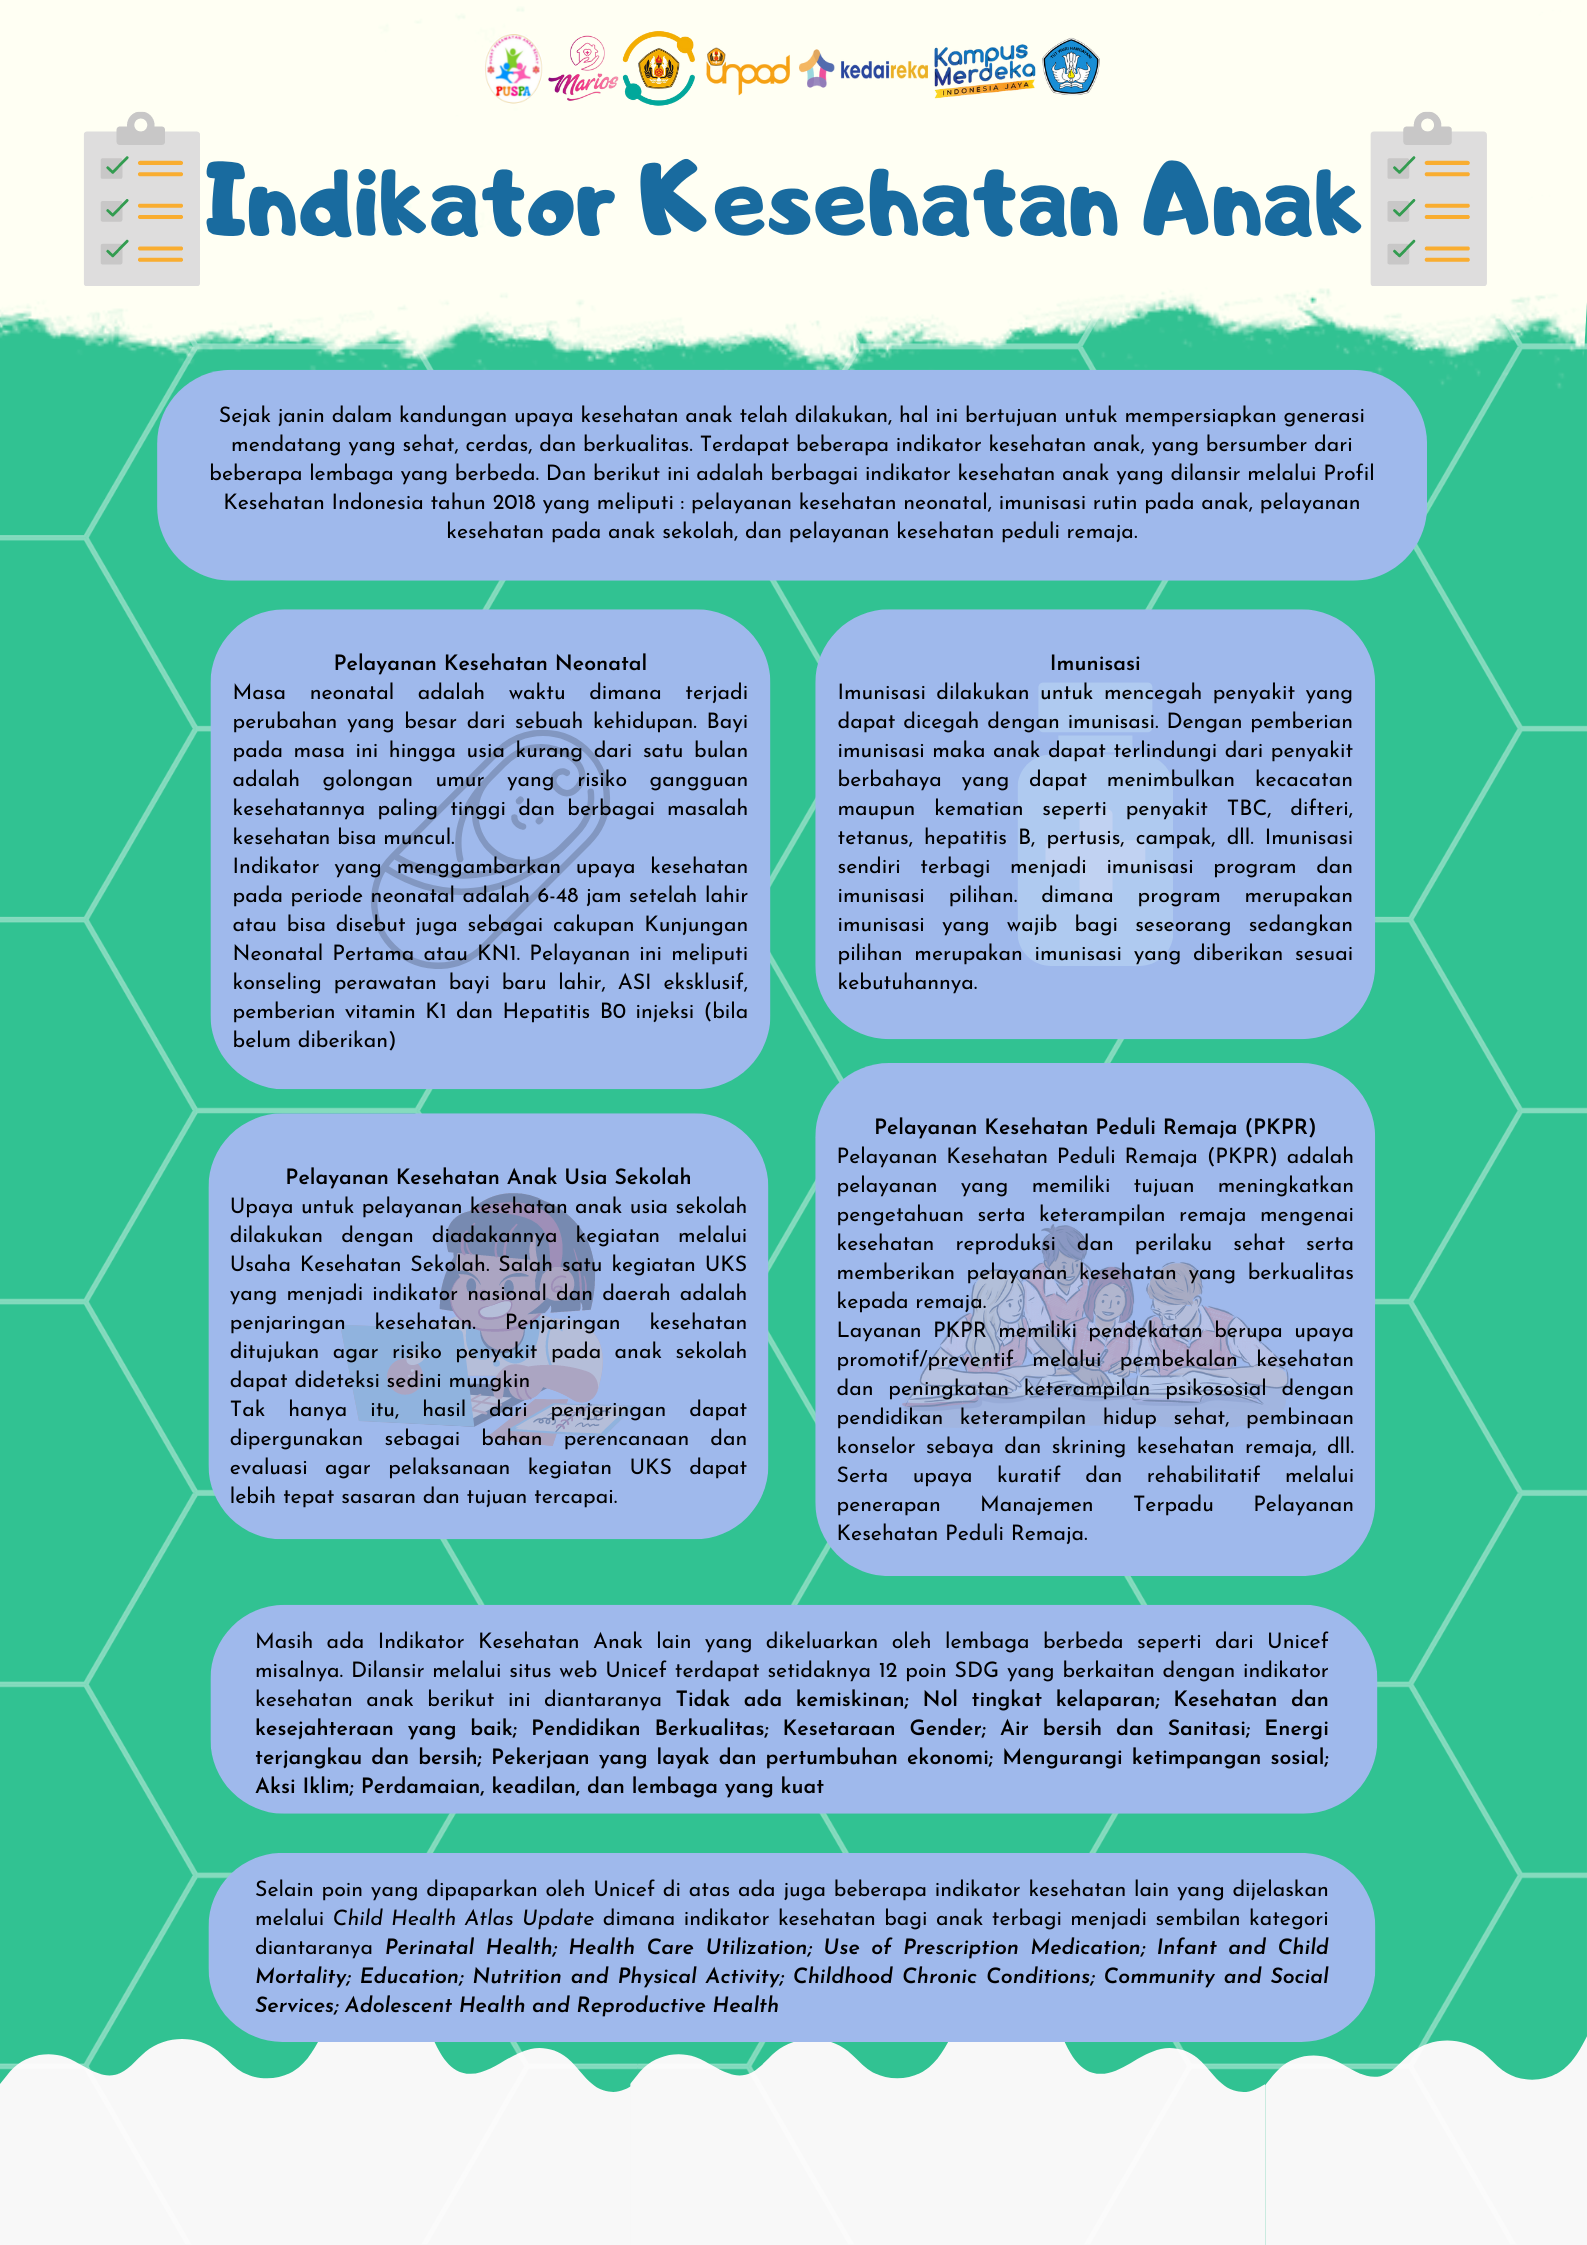 PUSPA
Marios
unpad
kedaireka
Kampus
Merdeka
INDONESIA JAYA
Indikator Kesehatan Anak
Sejak janin dalam kandungan upaya kesehatan anak telah dilakukan, hal ini bertujuan untuk mempersiapkan generasi
mendatang yang sehat, cerdas, dan berkualitas. Terdapat beberapa indikator kesehatan anak, yang bersumber dari
beberapa lembaga yang berbeda. Dan berikut ini adalah berbagai indikator kesehatan anak yang dilansir melalui Profil
Kesehatan Indonesia tahun 2018 yang meliputi : pelayanan kesehatan neonatal, imunisasi rutin pada anak, pelayanan
kesehatan pada anak sekolah, dan pelayanan kesehatan peduli remaja.
Pelayanan Kesehatan Neonatal
Masa neonatal adalah waktu dimana terjadi
perubahan yang besar dari sebuah kehidupan. Bayi
pada masa ini hingga usia kurang dari satu bulan
adalah golongan umur yang risiko gangguan
kesehatannya paling tinggi dan berbagai masalah
kesehatan bisa muncul.
Indikator yang menggambarkan upaya kesehatan
pada periode neonatal adalah 6-48 jam setelah lahir
atau bisa disebut juga sebagai cakupan Kunjungan
Neonatal Pertama atau KN1. Pelayanan ini meliputi
konseling perawatan bayi baru lahir, ASI eksklusif,
pemberian vitamin K1 dan Hepatitis B0 injeksi (bila
belum diberikan)
Imunisasi
Imunisasi dilakukan untuk mencegah penyakit yang
dapat dicegah dengan imunisasi. Dengan pemberian
imunisasi maka anak dapat terlindungi dari penyakit
berbahaya yang dapat menimbulkan kecacatan
maupun kematian seperti penyakit TBC, difteri,
tetanus, hepatitis B, pertusis, campak, dll. Imunisasi
sendiri terbagi menjadi imunisasi program dan
imunisasi pilihan. dimana program merupakan
imunisasi yang wajib bagi seseorang sedangkan
pilihan merupakan imunisasi yang diberikan sesuai
kebutuhannya.
Pelayanan Kesehatan Anak Usia Sekolah
Upaya untuk pelayanan kesehatan anak usia sekolah
dilakukan dengan diadakannya kegiatan melalui
Usaha Kesehatan Sekolah. Salah satu kegiatan UKS
yang menjadi indikator nasional dan daerah adalah
penjaringan kesehatan. Penjaringan kesehatan
ditujukan agar risiko penyakit pada anak sekolah
dapat dideteksi sedini mungkin
Tak hanya itu, hasil dari penjaringan dapat
dipergunakan sebagai bahan perencanaan dan
evaluasi agar pelaksanaan kegiatan UKS dapat
lebih tepat sasaran dan tujuan tercapai.
Pelayanan Kesehatan Peduli Remaja (PKPR)
Pelayanan Kesehatan Peduli Remaja (PKPR) adalah
pelayanan yang memiliki tujuan meningkatkan
pengetahuan serta keterampilan remaja mengenai
kesehatan reproduksi dan perilaku sehat serta
memberikan pelayanan kesehatan yang berkualitas
kepada remaja.
Layanan PKPR memiliki pendekatan berupa upaya
promotif/preventif melalui pembekalan kesehatan
dan peningkatan keterampilan psikososial dengan
pendidikan keterampilan hidup sehat, pembinaan
konselor sebaya dan skrining kesehatan remaja, dll.
Serta upaya kuratif dan rehabilitatif melalui
penerapan Manajemen Terpadu Pelayanan
Kesehatan Peduli Remaja.
Masih ada Indikator Kesehatan Anak lain yang dikeluarkan oleh lembaga berbeda seperti dari Unicef
misalnya. Dilansir melalui situs web Unicef terdapat setidaknya 12 poin SDG yang berkaitan dengan indikator
kesehatan anak berikut ini diantaranya Tidak ada kemiskinan; Nol tingkat kelaparan; Kesehatan dan
kesejahteraan yang baik; Pendidikan Berkualitas; Kesetaraan Gender; Air bersih dan Sanitasi; Energi
terjangkau dan bersih; Pekerjaan yang layak dan pertumbuhan ekonomi; Mengurangi ketimpangan sosial;
Aksi Iklim; Perdamaian, keadilan, dan lembaga yang kuat
Selain poin yang dipaparkan oleh Unicef di atas ada juga beberapa indikator kesehatan lain yang dijelaskan
melalui Child Health Atlas Update dimana indikator kesehatan bagi anak terbagi menjadi sembilan kategori
diantaranya Perinatal Health; Health Care Utilization; Use of Prescription Medication; Infant and Child
Mortality; Education; Nutrition and Physical Activity; Childhood Chronic Conditions; Community and Social
Services; Adolescent Health and Reproductive Health